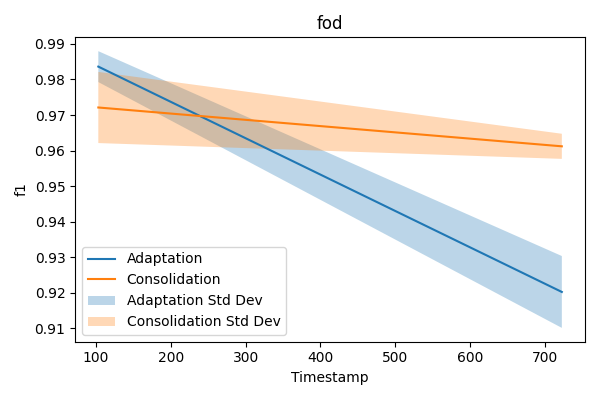 fod
0.99
0.98
0.97
0.96
0.95
0.94
0.93
0.92
0.91
f1
Adaptation
Consolidation
Adaptation Std Dev
Consolidation Std Dev
100 200 300 400 500 600 700
Timestamp